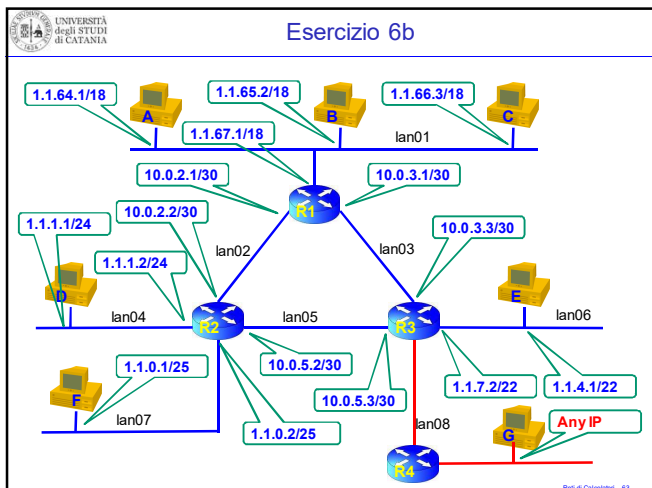 UNIVERSITÀ
degli STUDI
di CATANIA
Esercizio 6b
1.1.64.1/18
A
1.1.65.2/18
B
1.1.66.3/18
C
1.1.67.1/18
lan01
10.0.2.1/30
R1
10.0.3.1/30
10.0.2.2/30
1.1.1.1/24
10.0.3.3/30
lan02
lan03
1.1.1.2/24
D
E
lan04
R2
lan05
R3
lan06
10.0.5.2/30
1.1.0.1/25
F
10.0.5.3/30
1.1.7.2/22
1.1.4.1/22
lan07
1.1.0.2/25
lan08
G
Any IP
R4
Reti di Calcolatori 63